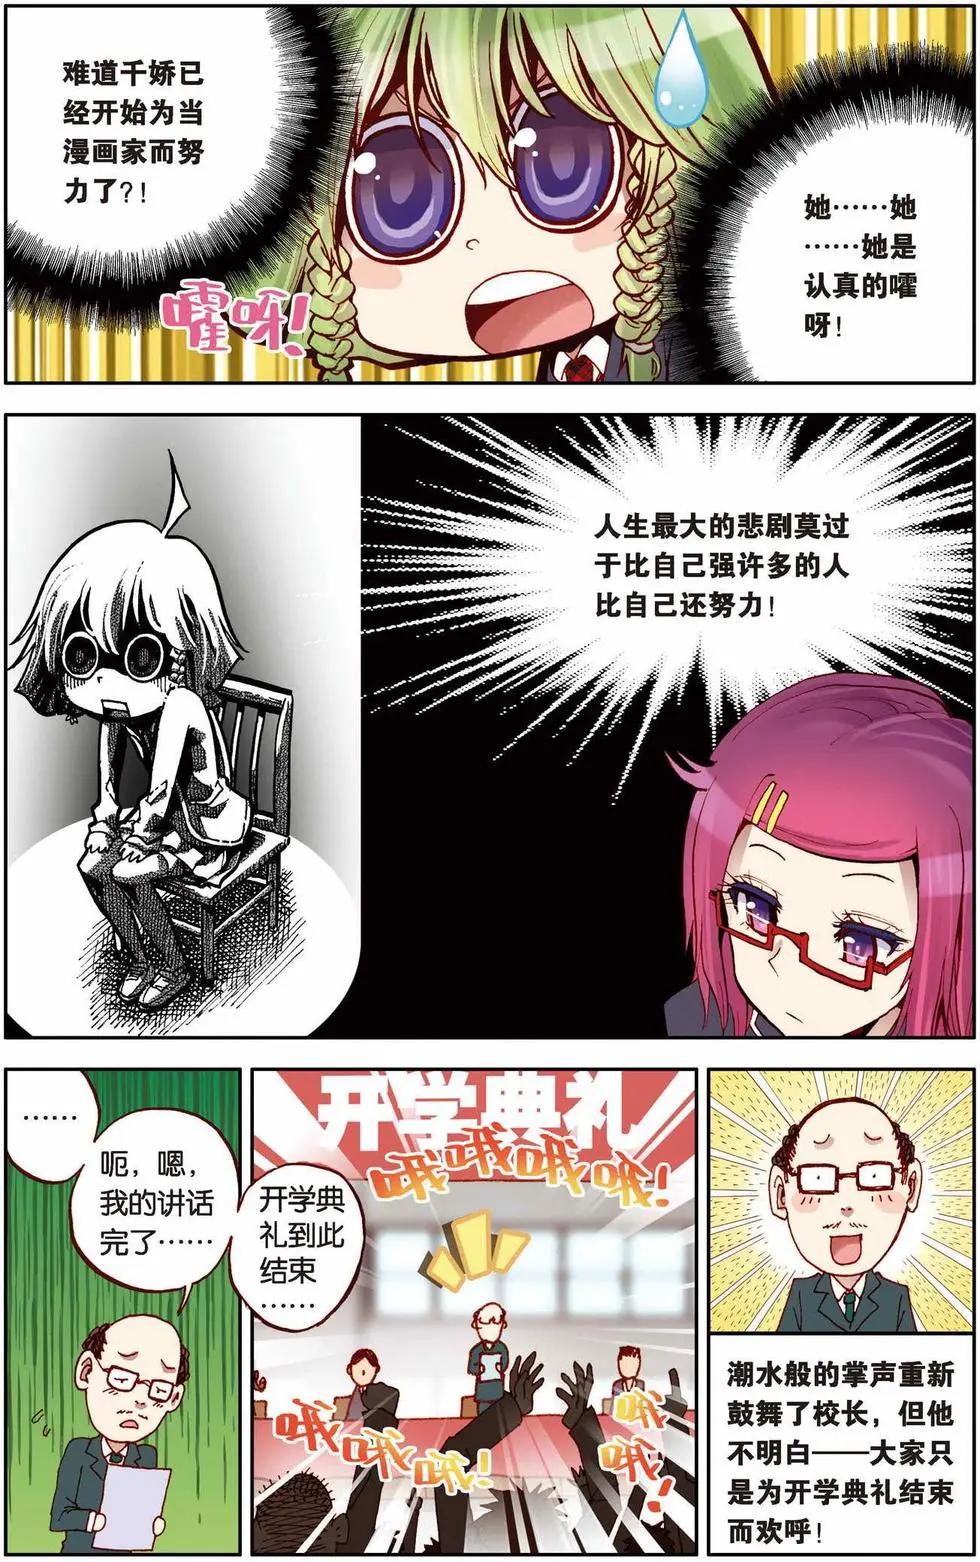 难道千娇已
经开始为当
漫画家而努
力了?!
她……她
……她是
认真的嚯
呀!
嚯呀!
人生最大的悲剧莫过
于比自己强许多的人
比自己还努力!
……
呃，嗯，
我的讲话
完了……
开学典礼
哦哦哦哦!
开学典
礼到此
结束
……
哦哦哦哦!
哦
哦!
潮水般的掌声重新
鼓舞了校长，但他
不明白——大家只
是为开学典礼结束
而欢呼!